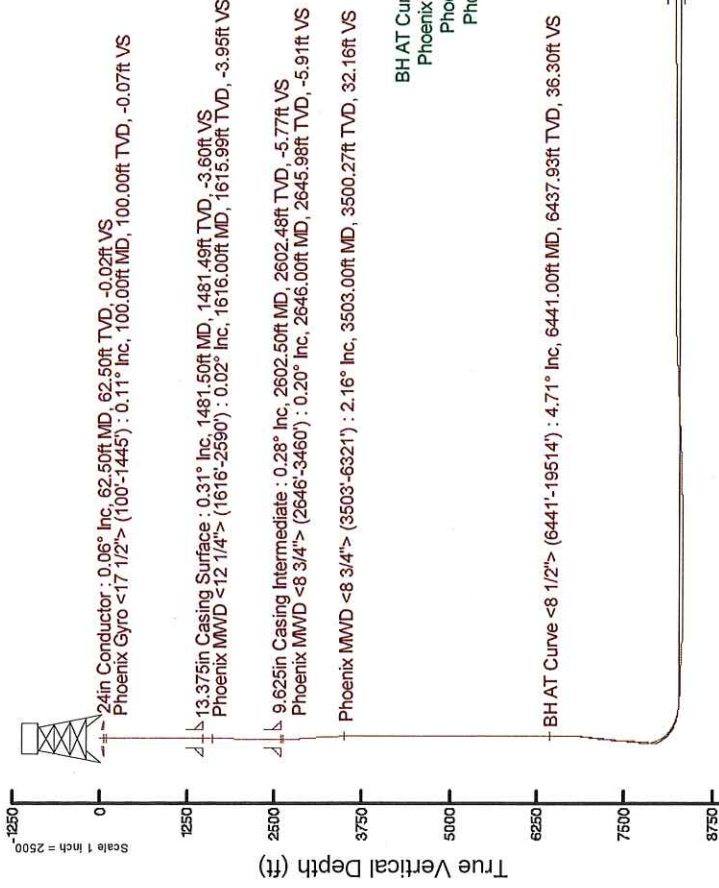 BH AT Cur
Phoenix
Pho
Pho
24in Conductor : 0.06° Inc, 62.50ft MD, 62.50ft TVD, -0.02ft VS
Phoenix Gyro <17 1/2"> (100'-1445') : 0.11° Inc, 100.00ft MD, 100.00ft TVD, -0.07ft VS
13.375in Casing Surface : 0.31° Inc, 1481.50ft MD, 1481.49ft TVD, -3.60ft VS
Phoenix MWD <12 1/4"> (1616'-2590') : 0.02° Inc, 1616.00ft MD, 1615.99ft TVD, -3.95ft VS
9.625in Casing Intermediate : 0.28° Inc, 2602.50ft MD, 2602.48ft TVD, -5.77ft VS
Phoenix MWD <8 3/4"> (2646'-3460') : 0.20° Inc, 2646.00ft MD, 2645.98ft TVD, -5.91ft VS
Phoenix MWD <8 3/4"> (3503'-6321') : 2.16° Inc, 3503.00ft MD, 3500.27ft TVD, 32.16ft VS
BH AT Curve <8 1/2"> (6441'-19514') : 4.71° Inc, 6441.00ft MD, 6437.93ft TVD, 36.30ft VS
1250
0
1250
2500
3750
5000
6250
7500
8750
Scale 1 inch = 2500
True Vertical Depth (ft)